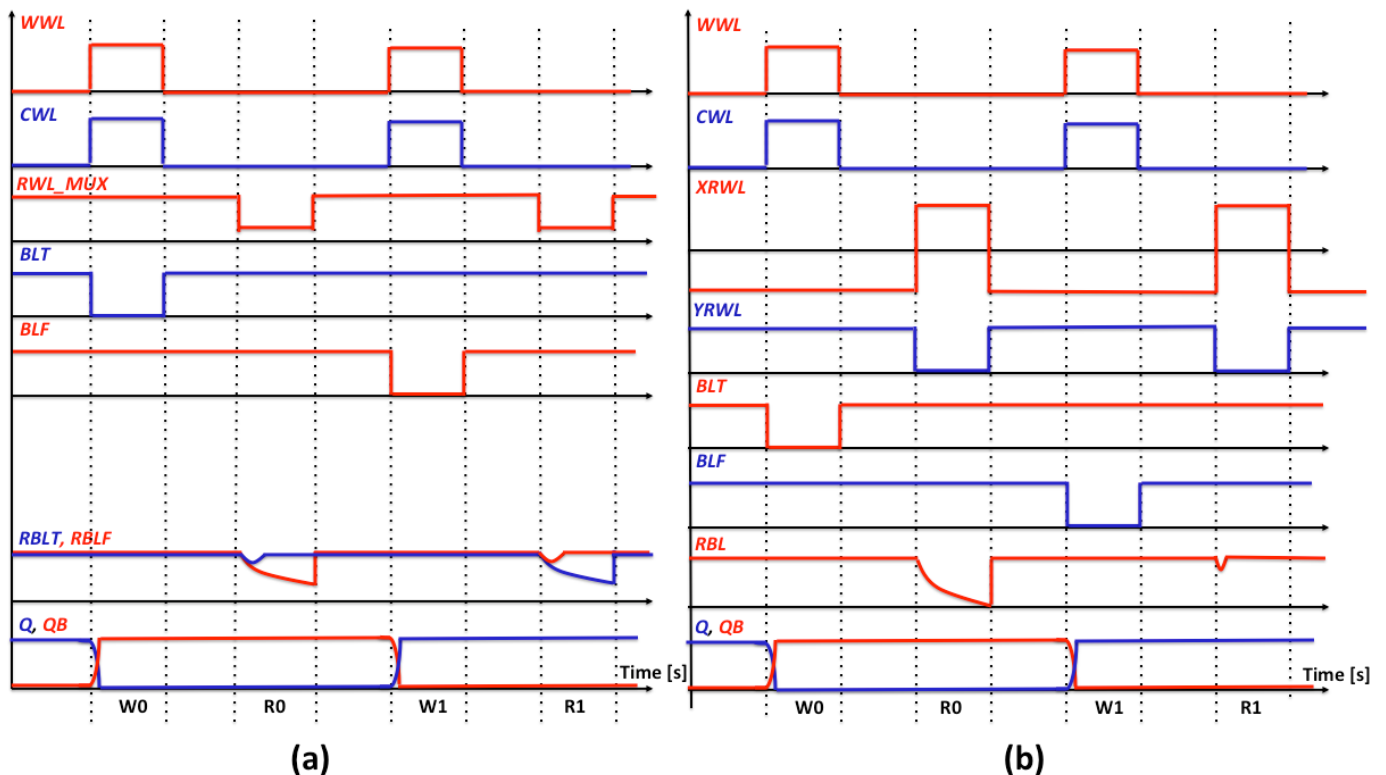 WWL
CWL
RWL_MUX
BLT
BLF
RBLT, RBLF
Q, QB
Time [s]
W0 R0 W1 R1
(a)
WWL
CWL
XRWL
YRWL
BLT
BLF
RBL
Q, QB
Time [s]
W0 R0 W1 R1
(b)